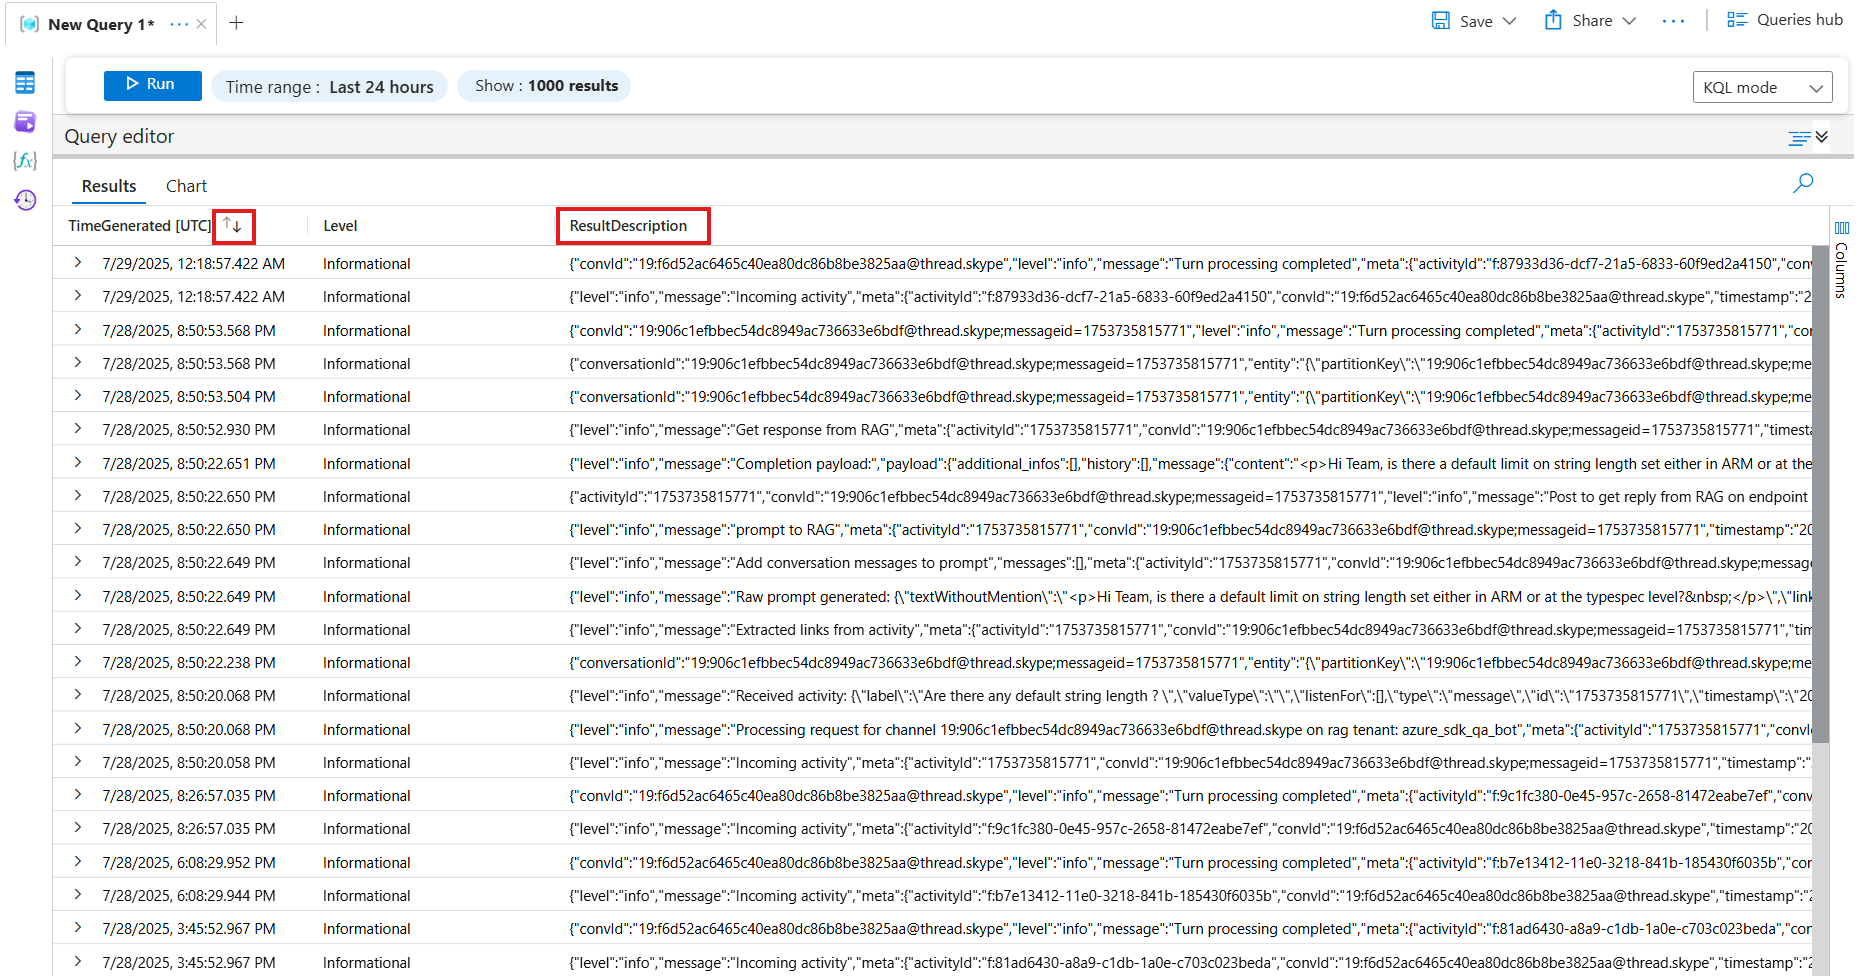 New Query 1* ··· × +
Save Share ··· Queries hub
Run Time range : Last 24 hours Show : 1000 results KQL mode
Query editor
{fx}
Results Chart
TimeGenerated [UTC] ↑↓ Level ResultDescription
Columns
7/29/2025, 12:18:57.422 AM Informational {"convId":"19:f6d52ac6465c40ea80dc86b8be3825aa@thread.skype","level":"info","message":"Turn processing completed","meta":{"activityId":"f:87933d36-dcf7-21a5-6833-60f9ed2a4150","conv
7/29/2025, 12:18:57.422 AM Informational {"level":"info","message":"Incoming activity","meta":{"activityId":"f:87933d36-dcf7-21a5-6833-60f9ed2a4150","convId":"19:f6d52ac6465c40ea80dc86b8be3825aa@thread.skype","timestamp":"2
7/28/2025, 8:50:53.568 PM Informational {"convId":"19:906c1efbbec54dc8949ac736633e6bdf@thread.skype;messageid=1753735815771","level":"info","message":"Turn processing completed","meta":{"activityId":"1753735815771","co
7/28/2025, 8:50:53.568 PM Informational {"conversationId":"19:906c1efbbec54dc8949ac736633e6bdf@thread.skype;messageid=1753735815771","entity":"{\"partitionKey\":\"19:906c1efbbec54dc8949ac736633e6bdf@thread.skype;me
7/28/2025, 8:50:53.504 PM Informational {"conversationId":"19:906c1efbbec54dc8949ac736633e6bdf@thread.skype;messageid=1753735815771","entity":"{\"partitionKey\":\"19:906c1efbbec54dc8949ac736633e6bdf@thread.skype;me
7/28/2025, 8:50:52.930 PM Informational {"level":"info","message":"Get response from RAG","meta":{"activityId":"1753735815771","convId":"19:906c1efbbec54dc8949ac736633e6bdf@thread.skype;messageid=1753735815771","timesta
7/28/2025, 8:50:22.651 PM Informational {"level":"info","message":"Completion payload:","payload":{"additional_infos":[],"history":[],"message":{"content":"<p>Hi Team, is there a default limit on string length set either in ARM or at the
7/28/2025, 8:50:22.650 PM Informational {"activityId":"1753735815771","convId":"19:906c1efbbec54dc8949ac736633e6bdf@thread.skype;messageid=1753735815771","level":"info","message":"Post to get reply from RAG on endpoint
7/28/2025, 8:50:22.650 PM Informational {"level":"info","message":"prompt to RAG","meta":{"activityId":"1753735815771","convId":"19:906c1efbbec54dc8949ac736633e6bdf@thread.skype;messageid=1753735815771","timestamp":"20
7/28/2025, 8:50:22.649 PM Informational {"level":"info","message":"Add conversation messages to prompt","messages":[],"meta":{"activityId":"1753735815771","convId":"19:906c1efbbec54dc8949ac736633e6bdf@thread.skype;message
7/28/2025, 8:50:22.649 PM Informational {"level":"info","message":"Raw prompt generated: {\"textWithoutMention\":\"<p>Hi Team, is there a default limit on string length set either in ARM or at the typespec level?&nbsp;</p>\",\"link
7/28/2025, 8:50:22.649 PM Informational {"level":"info","message":"Extracted links from activity","meta":{"activityId":"1753735815771","convId":"19:906c1efbbec54dc8949ac736633e6bdf@thread.skype;messageid=1753735815771","tim
7/28/2025, 8:50:22.238 PM Informational {"conversationId":"19:906c1efbbec54dc8949ac736633e6bdf@thread.skype;messageid=1753735815771","entity":"{\"partitionKey\":\"19:906c1efbbec54dc8949ac736633e6bdf@thread.skype;me
7/28/2025, 8:50:20.068 PM Informational {"level":"info","message":"Received activity: {\"label\":\"Are there any default string length ? \",\"valueType\":\"\",\"listenFor\":[],\"type\":\"message\",\"id\":\"1753735815771\",\"timestamp\":\"20
7/28/2025, 8:50:20.068 PM Informational {"level":"info","message":"Processing request for channel 19:906c1efbbec54dc8949ac736633e6bdf@thread.skype on rag tenant: azure_sdk_qa_bot","meta":{"activityId":"1753735815771","convI
7/28/2025, 8:50:20.058 PM Informational {"level":"info","message":"Incoming activity","meta":{"activityId":"1753735815771","convId":"19:906c1efbbec54dc8949ac736633e6bdf@thread.skype;messageid=1753735815771","timestamp":"
7/28/2025, 8:26:57.035 PM Informational {"convId":"19:f6d52ac6465c40ea80dc86b8be3825aa@thread.skype","level":"info","message":"Turn processing completed","meta":{"activityId":"f:9c1fc380-0e45-957c-2658-81472eabe7ef","conv
7/28/2025, 8:26:57.035 PM Informational {"level":"info","message":"Incoming activity","meta":{"activityId":"f:9c1fc380-0e45-957c-2658-81472eabe7ef","convId":"19:f6d52ac6465c40ea80dc86b8be3825aa@thread.skype","timestamp":"20
7/28/2025, 6:08:29.952 PM Informational {"convId":"19:f6d52ac6465c40ea80dc86b8be3825aa@thread.skype","level":"info","message":"Turn processing completed","meta":{"activityId":"f:b7e13412-11e0-3218-841b-185430f6035b","cor
7/28/2025, 6:08:29.944 PM Informational {"level":"info","message":"Incoming activity","meta":{"activityId":"f:b7e13412-11e0-3218-841b-185430f6035b","convId":"19:f6d52ac6465c40ea80dc86b8be3825aa@thread.skype","timestamp":"2
7/28/2025, 3:45:52.967 PM Informational {"convId":"19:f6d52ac6465c40ea80dc86b8be3825aa@thread.skype","level":"info","message":"Turn processing completed","meta":{"activityId":"f:81ad6430-a8a9-c1db-1a0e-c703c023beda","con
7/28/2025, 3:45:52.967 PM Informational {"level":"info","message":"Incoming activity","meta":{"activityId":"f:81ad6430-a8a9-c1db-1a0e-c703c023beda","convId":"19:f6d52ac6465c40ea80dc86b8be3825aa@thread.skype","timestamp":"2